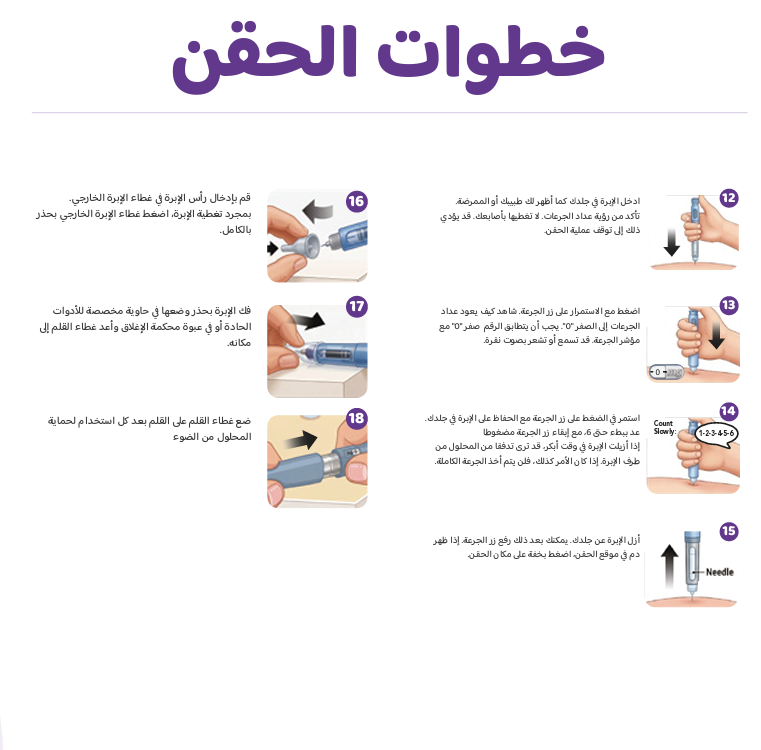 خطوات الحقن
12
ادخل الإبرة في جلدك كما أظهر لك طبيبك أو الممرضة.
تأكد من رؤية عداد الجرعات. لا تغطيها بأصابعك. قد يؤدي
ذلك إلى توقف عملية الحقن.
13
اضغط مع الاستمرار على زر الجرعة. شاهد كيف يعود عداد
الجرعات إلى الصفر "0". يجب أن يتطابق الرقم صفر "0" مع
مؤشر الجرعة. قد تسمع أو تشعر بصوت نقرة.
0
14
استمر في الضغط على زر الجرعة مع الحفاظ على الإبرة في جلدك.
عد ببطء حتى 6، مع إبقاء زر الجرعة مضغوطا
إذا أزيلت الإبرة في وقت أبكر، قد ترى تدفقا من المحلول من
طرف الإبرة. إذا كان الأمر كذلك، فلن يتم أخذ الجرعة الكاملة.
Count
Slowly:
1-2-3-4-5-6
15
أزل الإبرة عن جلدك. يمكنك بعد ذلك رفع زر الجرعة. إذا ظهر
دم في موقع الحقن، اضغط بخفة على مكان الحقن.
Needle
16
قم بإدخال رأس الإبرة في غطاء الإبرة الخارجي.
بمجرد تغطية الإبرة، اضغط غطاء الإبرة الخارجي بحذر
بالكامل.
17
فك الإبرة بحذر وضعها في حاوية مخصصة للأدوات
الحادة أو في عبوة محكمة الإغلاق وأعد غطاء القلم إلى
مكانه.
18
ضع غطاء القلم على القلم بعد كل استخدام لحماية
المحلول من الضوء